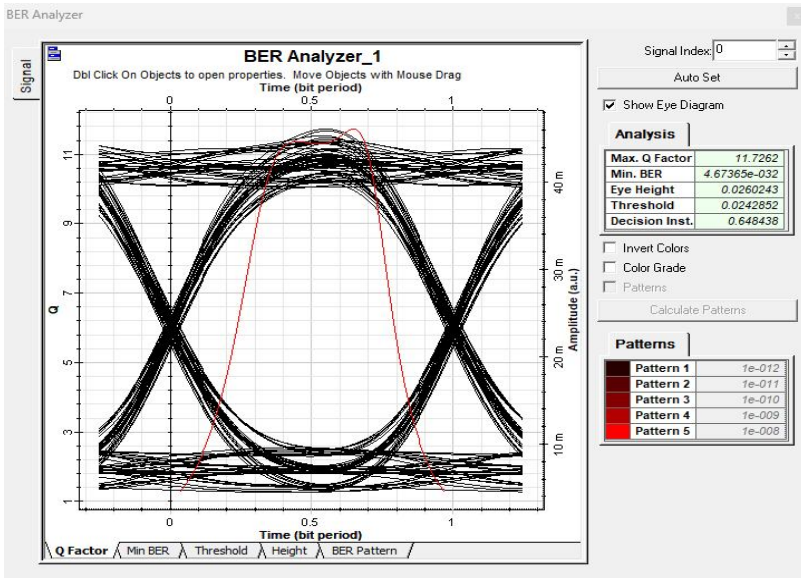 BER Analyzer
Signal
BER Analyzer_1
Dbl Click On Objects to open properties. Move Objects with Mouse Drag
Time (bit period)
0 0.5 1
11
9
7
5
3
1
Q
40 m
30 m
20 m
10 m
Amplitude (a.u.)
0 0.5 1
Time (bit period)
Q Factor Min BER Threshold Height BER Pattern
Signal Index: 0
Auto Set
Show Eye Diagram
Analysis
Max. Q Factor 11.7262
Min. BER 4.67365e-032
Eye Height 0.0260243
Threshold 0.0242852
Decision Inst. 0.648438
Invert Colors
Color Grade
Patterns
Calculate Patterns
Patterns
Pattern 1 1e-012
Pattern 2 1e-011
Pattern 3 1e-010
Pattern 4 1e-009
Pattern 5 1e-008